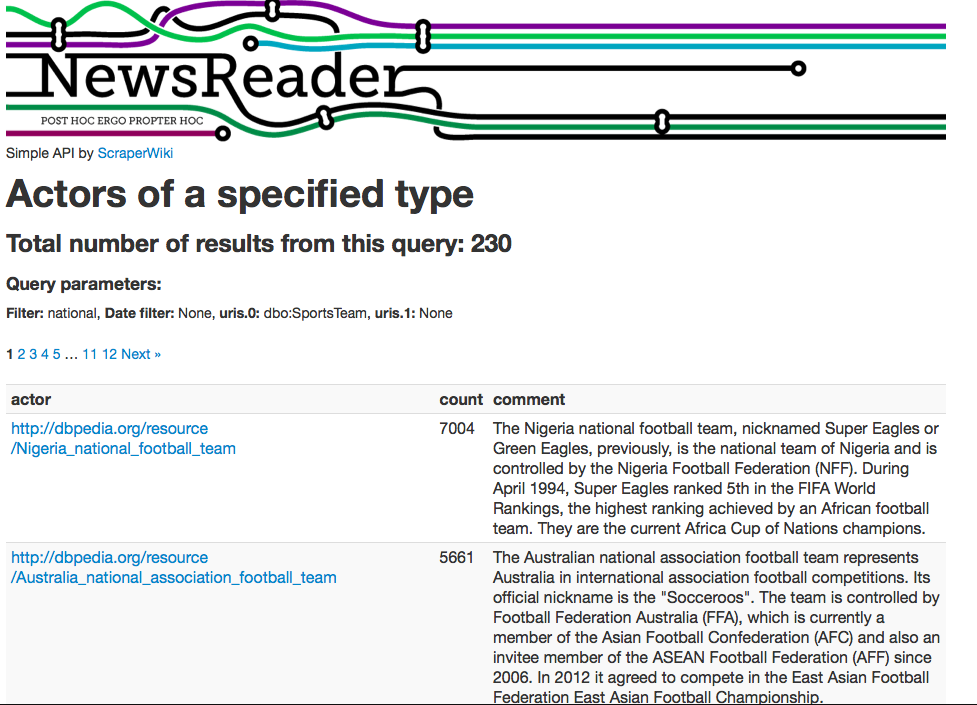 NewsReader
POST HOC ERGO PROPTER HOC
Simple API by ScraperWiki
Actors of a specified type
Total number of results from this query: 230
Query parameters:
Filter: national, Date filter: None, uris.0: dbo:SportsTeam, uris.1: None
1 2 3 4 5 ... 11 12 Next »
actor count comment
http://dbpedia.org/resource
/Nigeria_national_football_team
7004
The Nigeria national football team, nicknamed Super Eagles or
Green Eagles, previously, is the national team of Nigeria and is
controlled by the Nigeria Football Federation (NFF). During
April 1994, Super Eagles ranked 5th in the FIFA World
Rankings, the highest ranking achieved by an African football
team. They are the current Africa Cup of Nations champions.
http://dbpedia.org/resource
/Australia_national_association_football_team
5661
The Australian national association football team represents
Australia in international association football competitions. Its
official nickname is the "Socceroos". The team is controlled by
Football Federation Australia (FFA), which is currently a
member of the Asian Football Confederation (AFC) and also an
invitee member of the ASEAN Football Federation (AFF) since
2006. In 2012 it agreed to compete in the East Asian Football
Federation East Asian Football Championship.